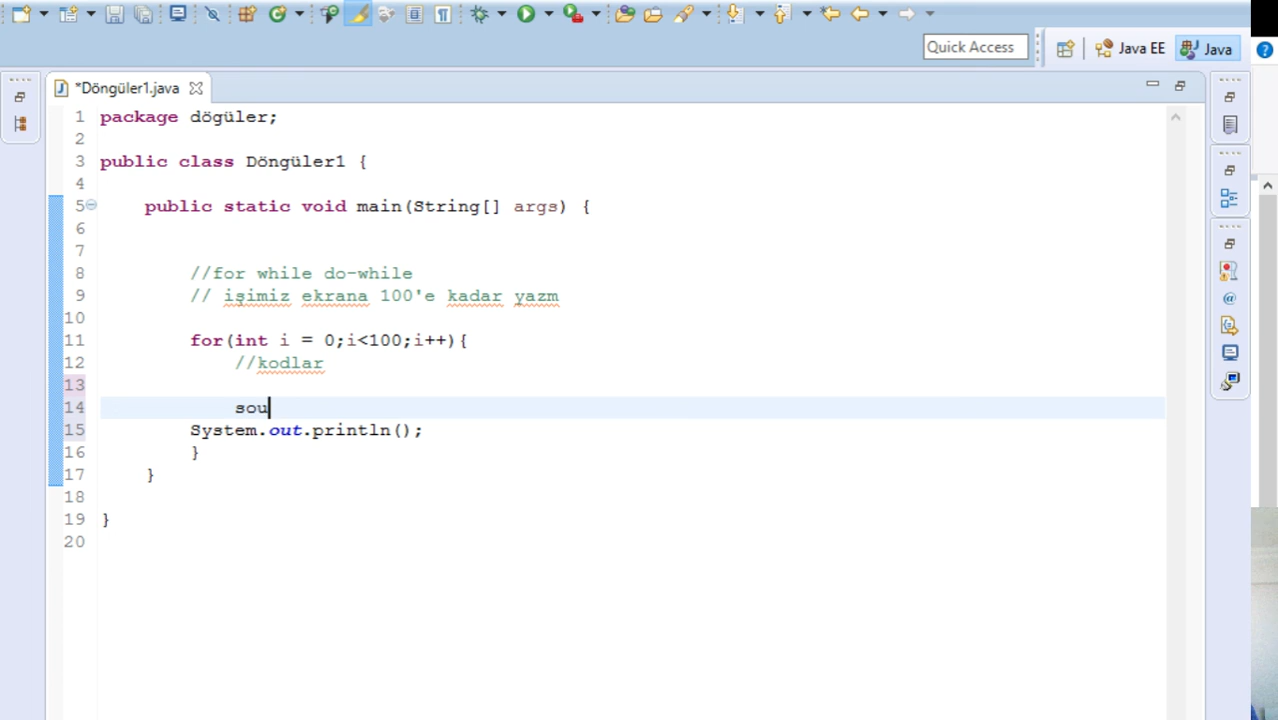 Quick Access
Java EE
Java
*Döngüler1.java
1 package dögüler;
2
3 public class Döngüler1 {
4
5 public static void main(String[] args) {
6
7
8 //for while do-while
9 // işimiz ekrana 100'e kadar yazm
10
11 for(int i = 0;i<100;i++){
12 //kodlar
13
14 sou
15 System.out.println();
16 }
17 }
18
19 }
20